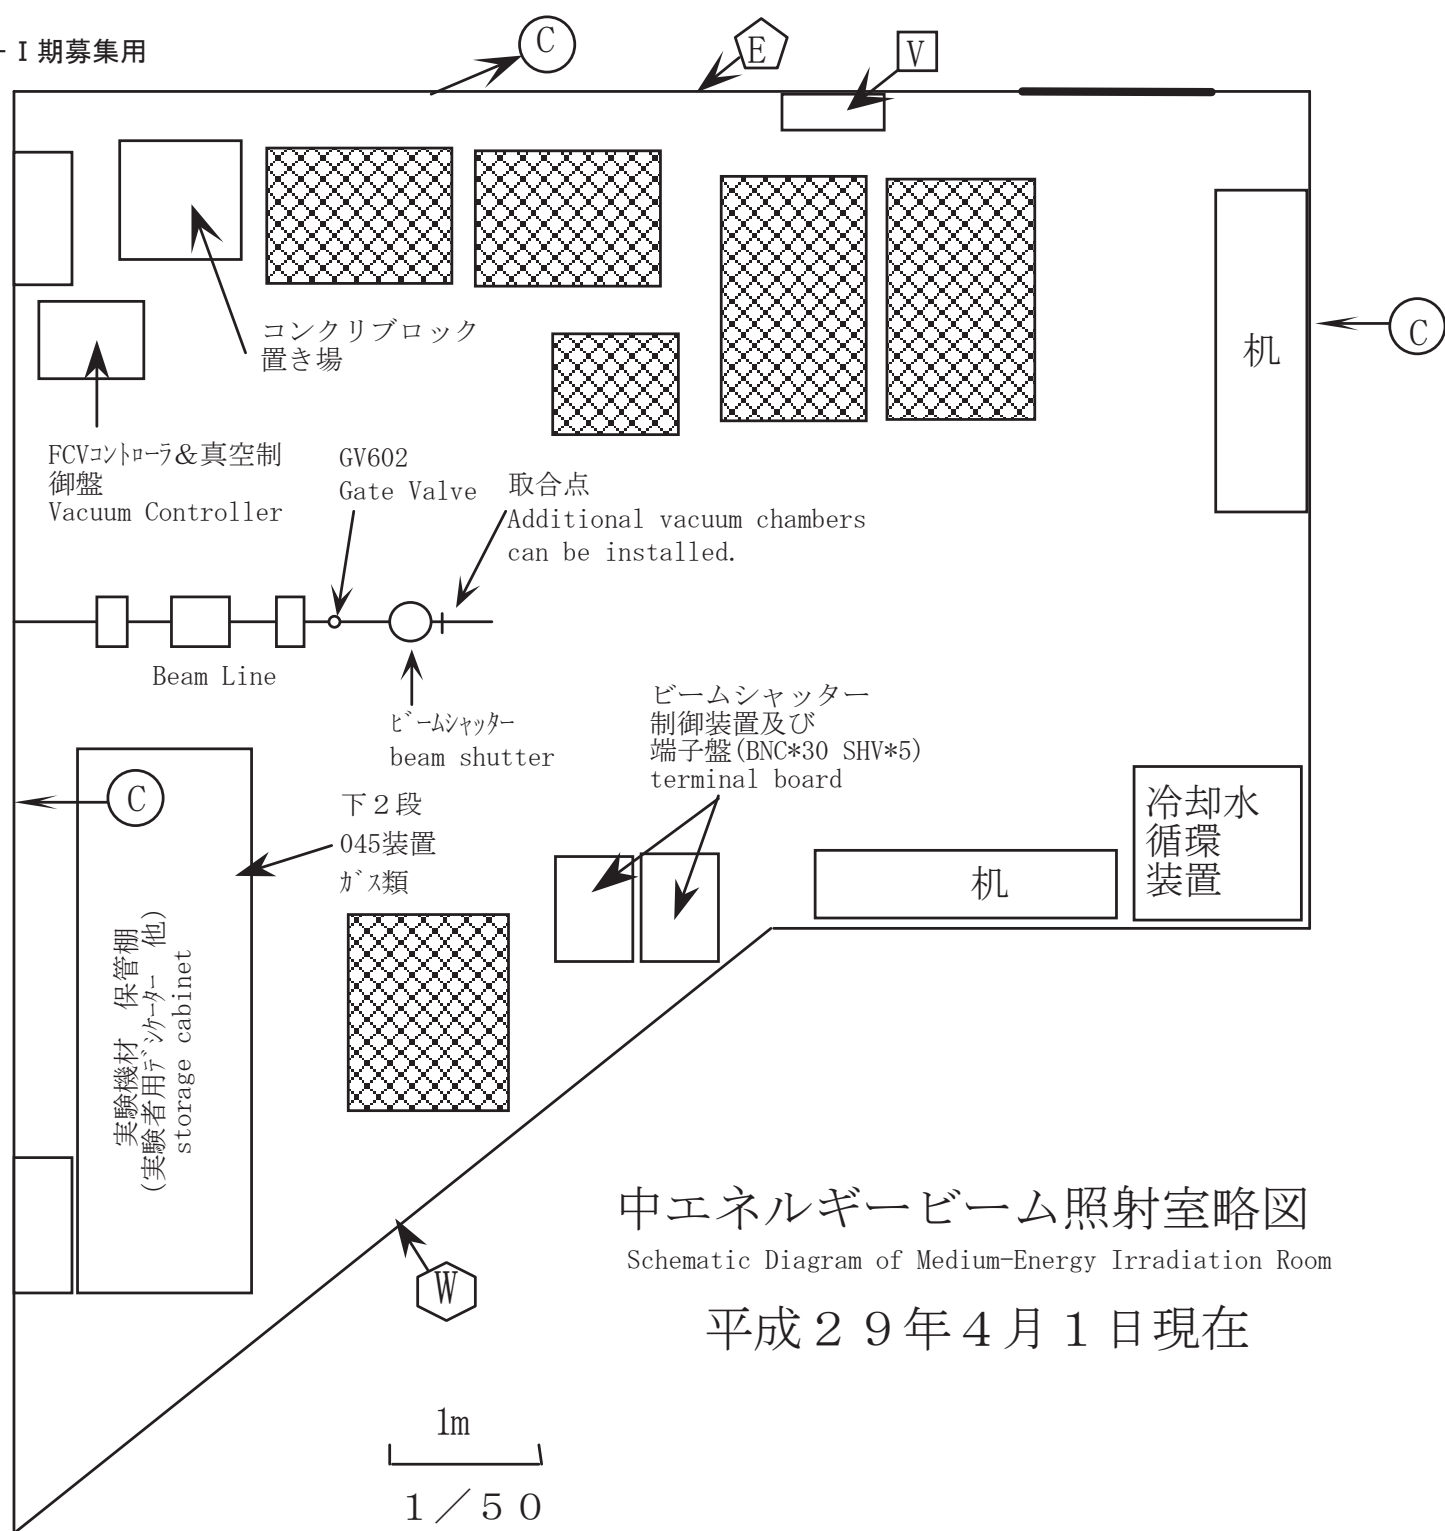 - Ⅰ期募集用
C
E
V
コンクリブロック
置き場
机
C
FCVｺﾝﾄﾛｰﾗ&真空制
御盤
Vacuum Controller
GV602
Gate Valve
取合点
Additional vacuum chambers
can be installed.
Beam Line
ﾋﾞｰﾑｼｬｯﾀｰ
beam shutter
ビームシャッター
制御装置及び
端子盤(BNC*30 SHV*5)
terminal board
C
下２段
045装置
ｶﾞｽ類
冷却水
循環
装置
机
実験機材　保管棚
(実験者用ﾃﾞｼｹｰﾀｰ　他)
storage cabinet
W
中エネルギービーム照射室略図
Schematic Diagram of Medium-Energy Irradiation Room
平成２９年４月１日現在
1m
１／５０